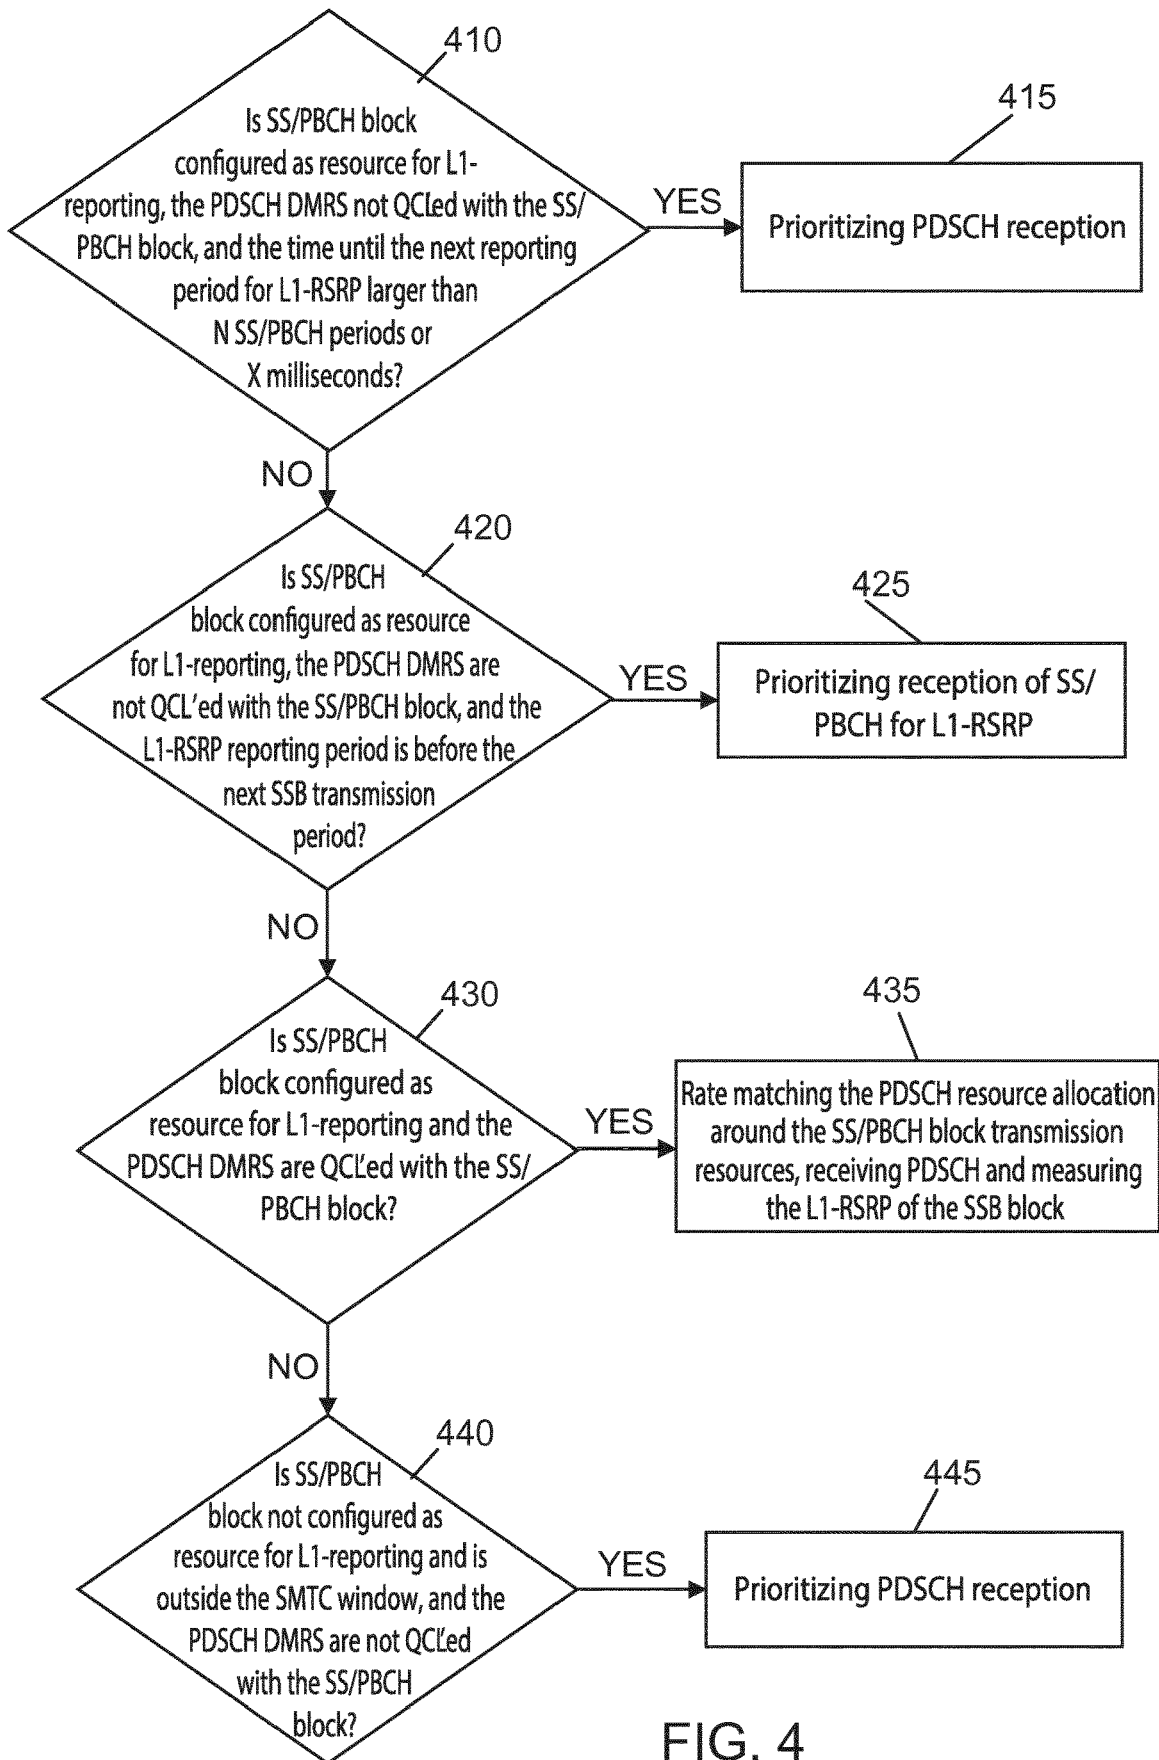 410
Is SS/PBCH block
configured as resource for L1-
reporting, the PDSCH DMRS not QCL'ed with the SS/
PBCH block, and the time until the next reporting
period for L1-RSRP larger than
N SS/PBCH periods or
X milliseconds?
YES
415
Prioritizing PDSCH reception
NO
420
Is SS/PBCH
block configured as resource
for L1-reporting, the PDSCH DMRS are
not QCL'ed with the SS/PBCH block, and the
L1-RSRP reporting period is before the
next SSB transmission
period?
YES
425
Prioritizing reception of SS/
PBCH for L1-RSRP
NO
430
Is SS/PBCH
block configured as
resource for L1-reporting and the
PDSCH DMRS are QCL'ed with the SS/
PBCH block?
YES
435
Rate matching the PDSCH resource allocation
around the SS/PBCH block transmission
resources, receiving PDSCH and measuring
the L1-RSRP of the SSB block
NO
440
Is SS/PBCH
block not configured as
resource for L1-reporting and is
outside the SMTC window, and the
PDSCH DMRS are not QCL'ed
with the SS/PBCH
block?
YES
445
Prioritizing PDSCH reception
FIG. 4